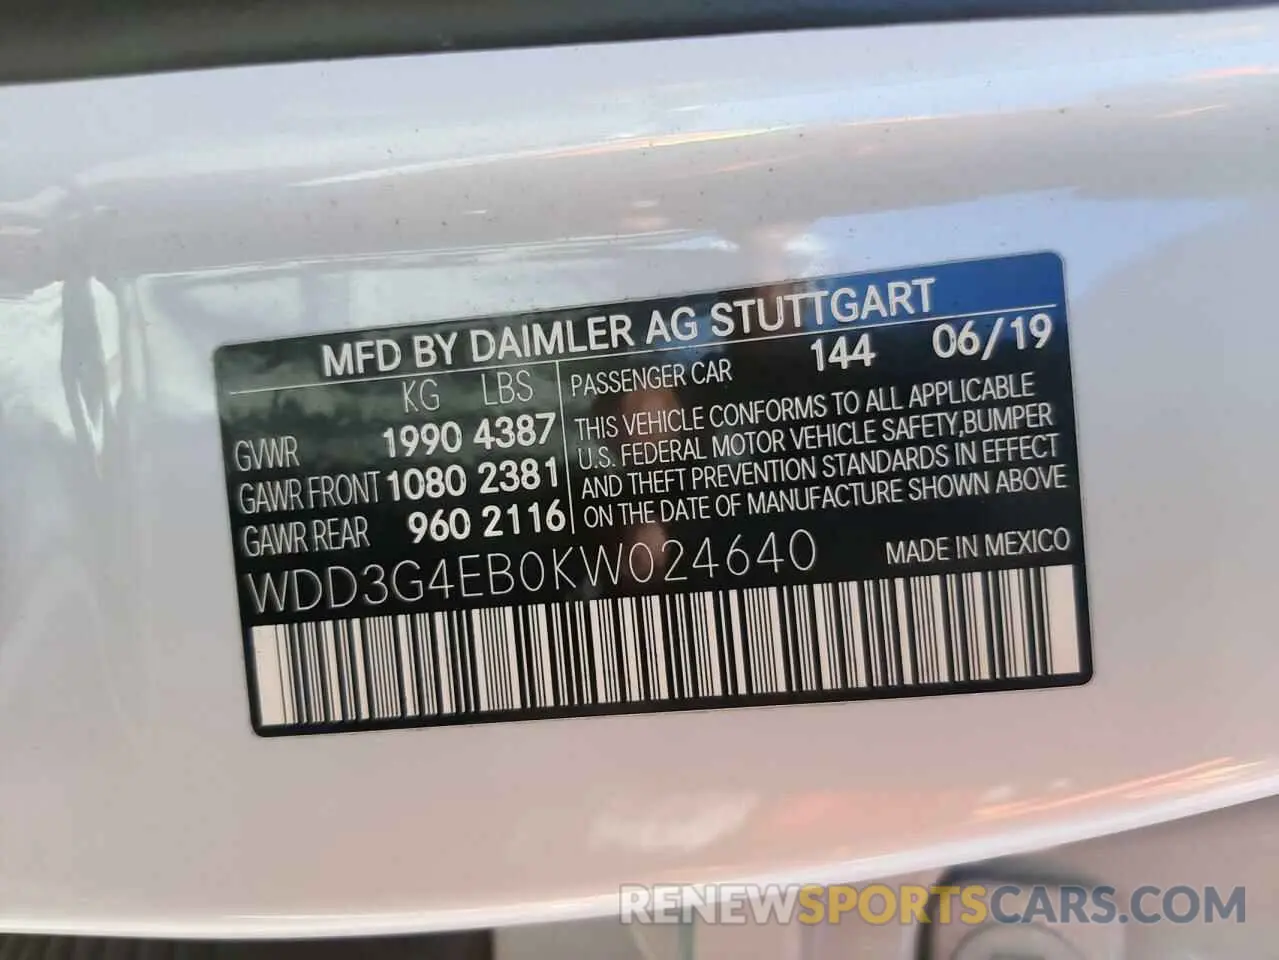 MFD BY DAIMLER AG STUTTGART
KG LBS
GVWR 1990 4387
GAWR FRONT 1080 2381
GAWR REAR 960 2116
PASSENGER CAR 144 06/19
THIS VEHICLE CONFORMS TO ALL APPLICABLE
U.S. FEDERAL MOTOR VEHICLE SAFETY,BUMPER
AND THEFT PREVENTION STANDARDS IN EFFECT
ON THE DATE OF MANUFACTURE SHOWN ABOVE
WDD3G4EB0KW024640 MADE IN MEXICO
RENEWSPORTSCARS.COM